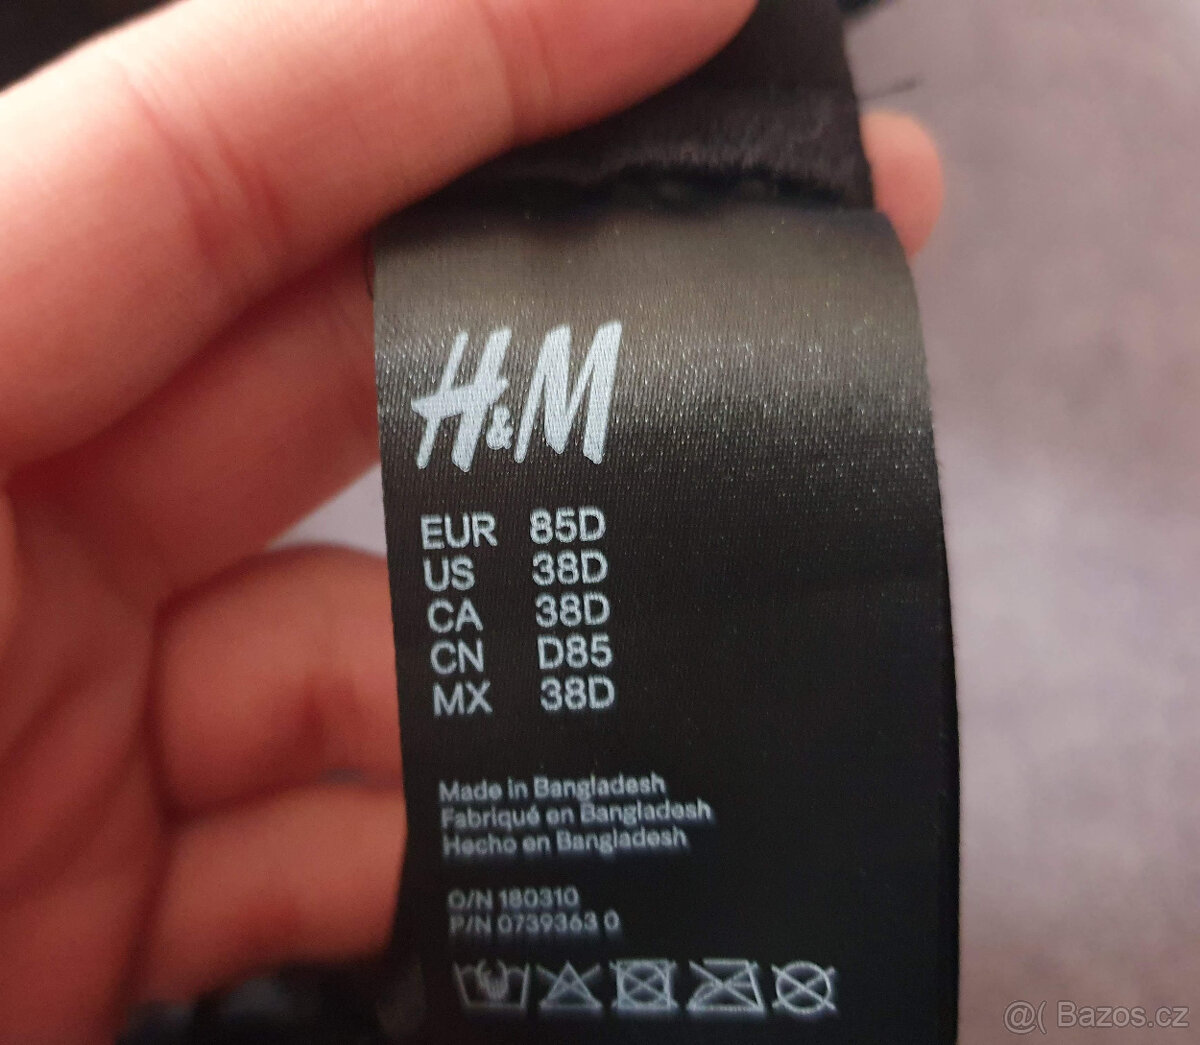 H&M
EUR 85D
US 38D
CA 38D
CN D85
MX 38D
Made in Bangladesh
Fabriqué en Bangladesh
Hecho en Bangladesh
O/N 180310
P/N 0739363 0
@( Bazos.cz